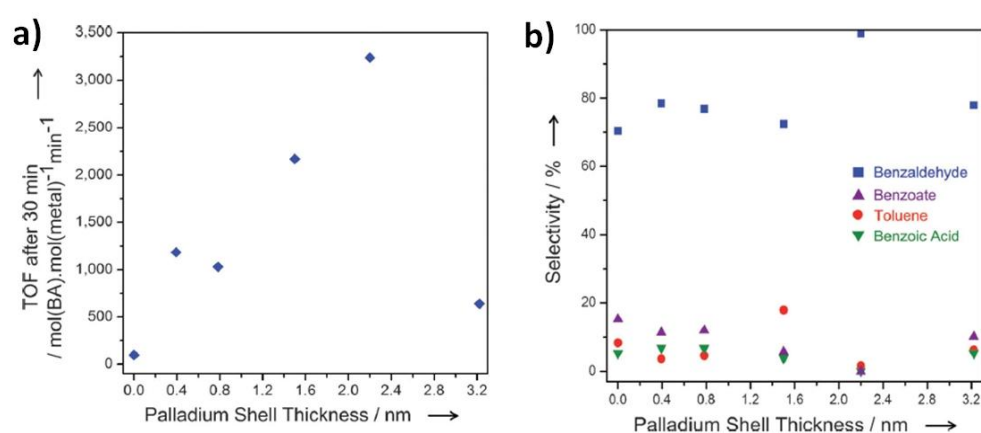 a)
TOF after 30 min
/ mol(BA).mol(metal)⁻¹min⁻¹
3,500
3,000
2,500
2,000
1,500
1,000
500
0
0.0 0.4 0.8 1.2 1.6 2.0 2.4 2.8 3.2
Palladium Shell Thickness / nm
b)
Selectivity / %
100
80
60
40
20
0
Benzaldehyde
Benzoate
Toluene
Benzoic Acid
0.0 0.4 0.8 1.2 1.6 2.0 2.4 2.8 3.2
Palladium Shell Thickness / nm